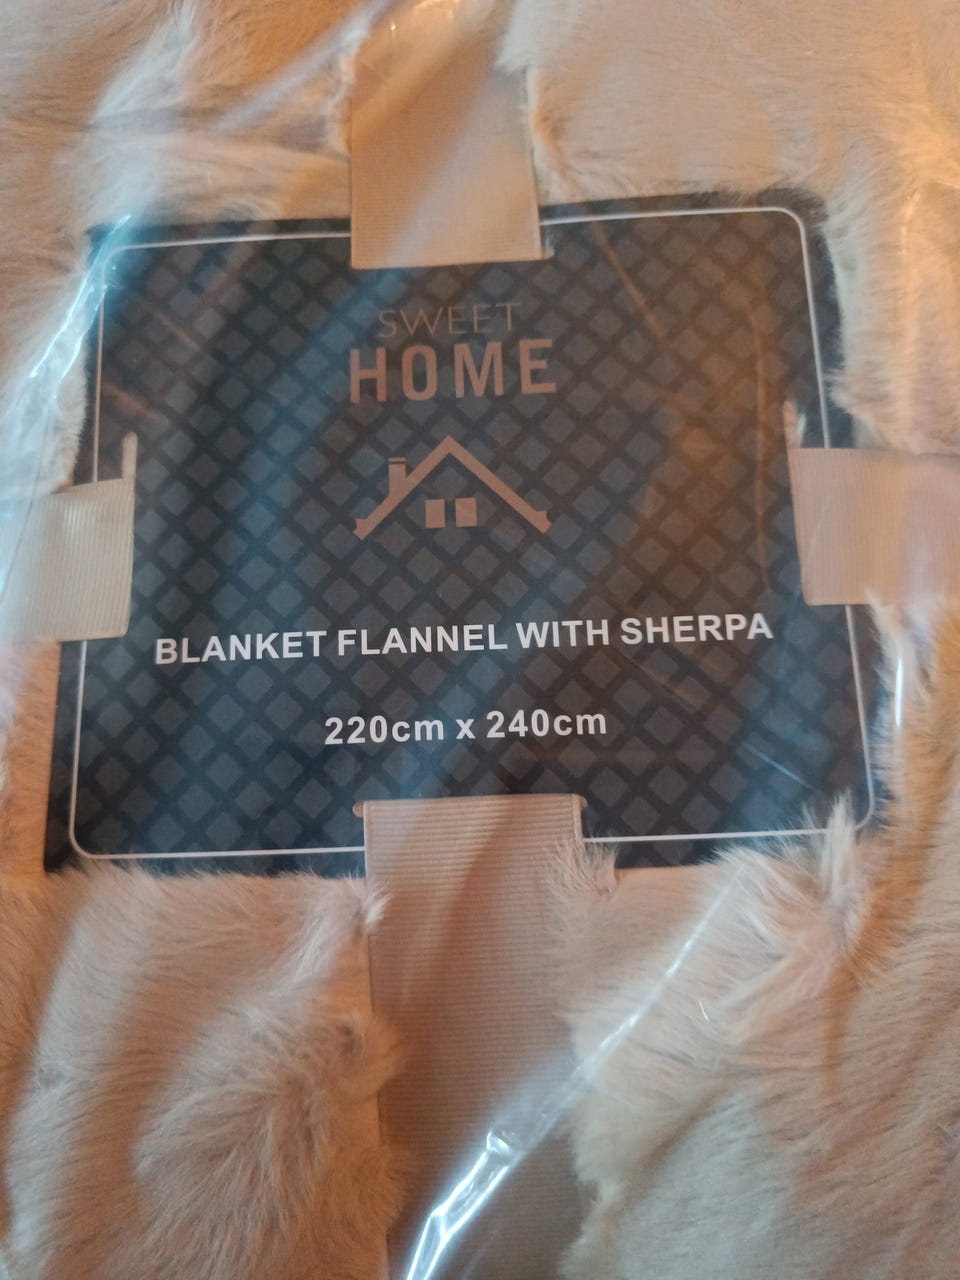 SWEET
HOME
BLANKET FLANNEL WITH SHERPA
220cm x 240cm